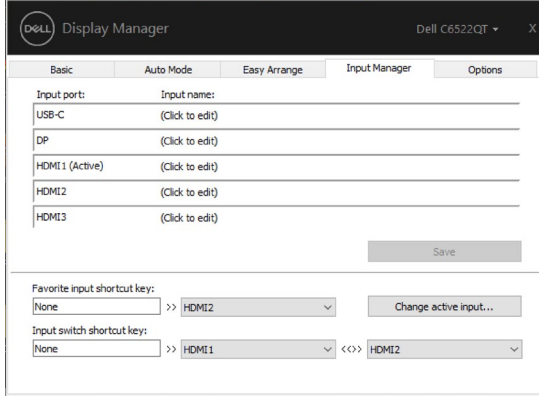 DELL Display Manager Dell C6522QT X
Basic Auto Mode Easy Arrange Input Manager Options
Input port: Input name:
USB-C (Click to edit)
DP (Click to edit)
HDMI1 (Active) (Click to edit)
HDMI2 (Click to edit)
HDMI3 (Click to edit)
Save
Favorite input shortcut key:
None >> HDMI2 Change active input...
Input switch shortcut key:
None >> HDMI1 <<>> HDMI2